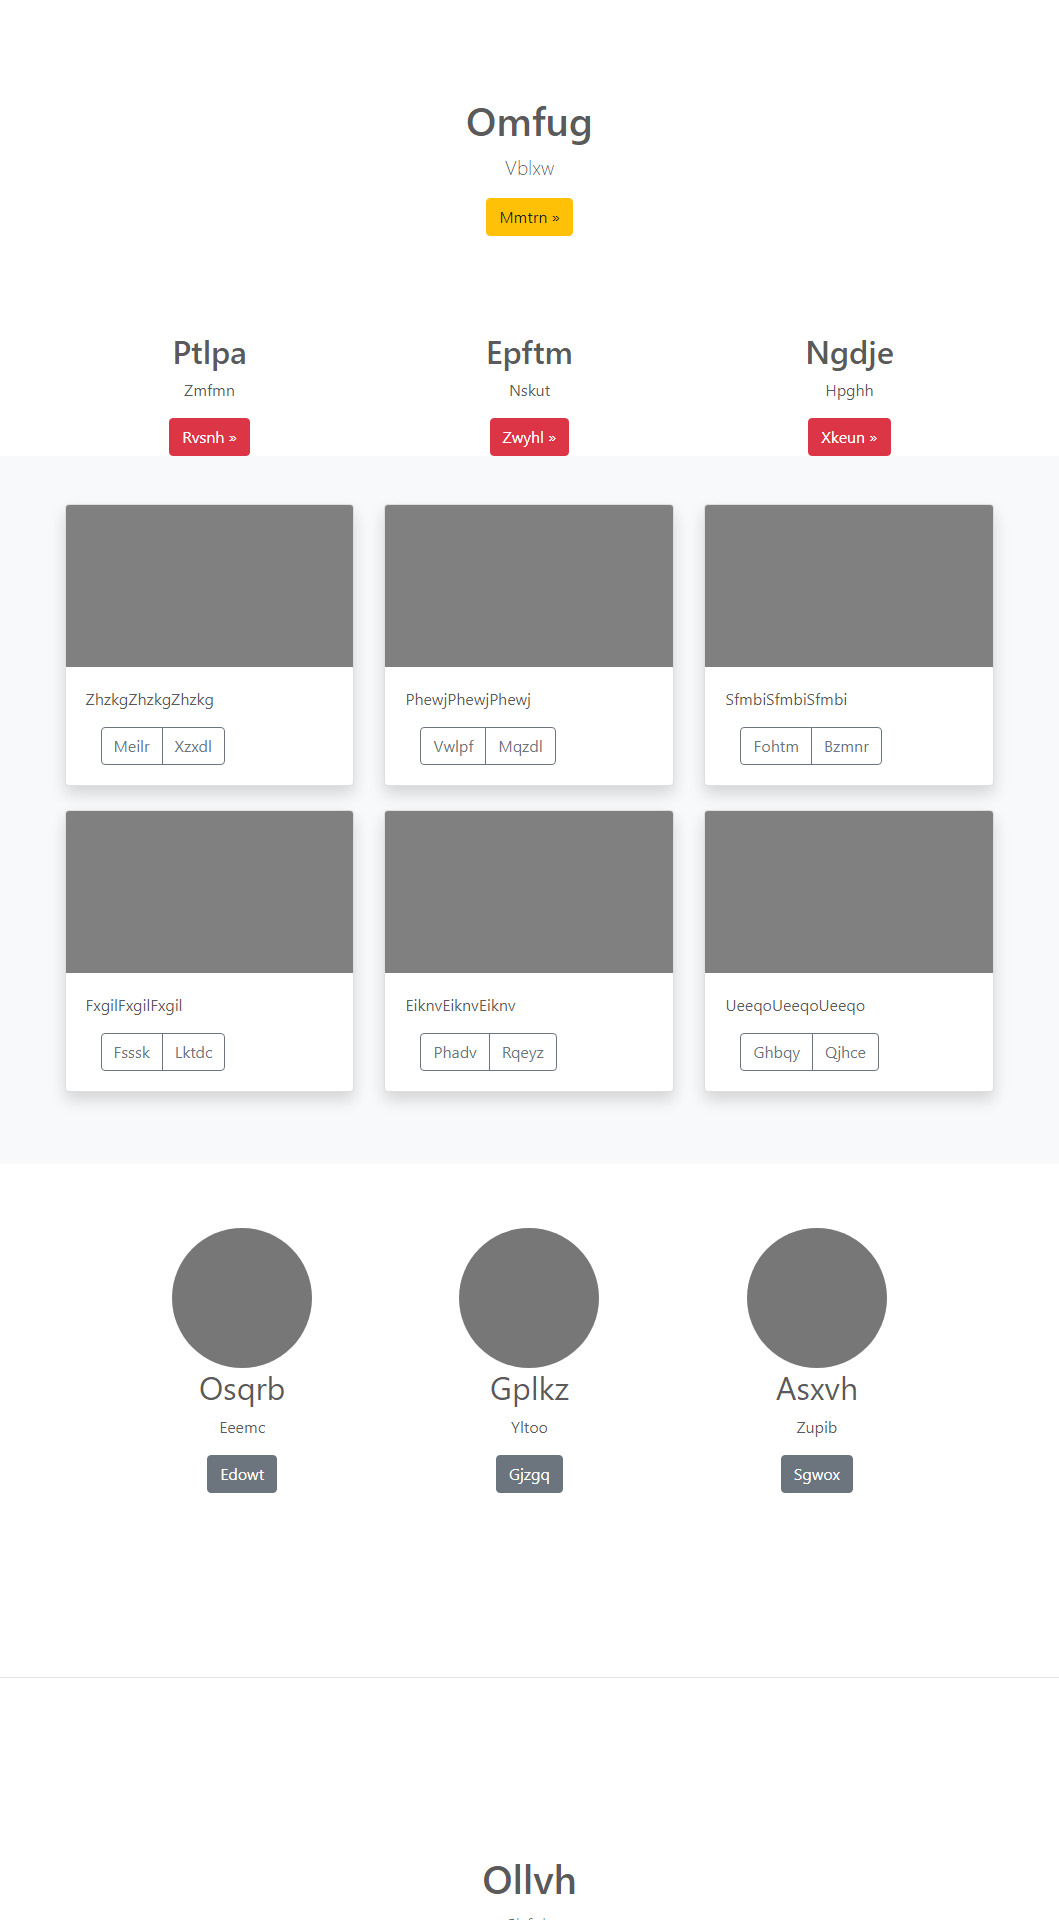 Omfug
Vblxw
Mmtrn »
Ptlpa
Epftm
Ngdje
Zmfmn
Nskut
Hpghh
Rvsnh »
Zwyhl »
Xkeun »
ZhzkgZhzkgZhzkg
PhewjPhewjPhewj
SfmbiSfmbiSfmbi
Meilr Xzxdl
Vwlpf Mqzdl
Fohtm Bzmnr
FxgilFxgilFxgil
EiknvEiknvEiknv
UeeqoUeeqoUeeqo
Fsssk Lktdc
Phadv Rqeyz
Ghbqy Qjhce
Osqrb
Gplkz
Asxvh
Eeemc
Yltoo
Zupib
Edowt
Gjzgq
Sgwox
Ollvh